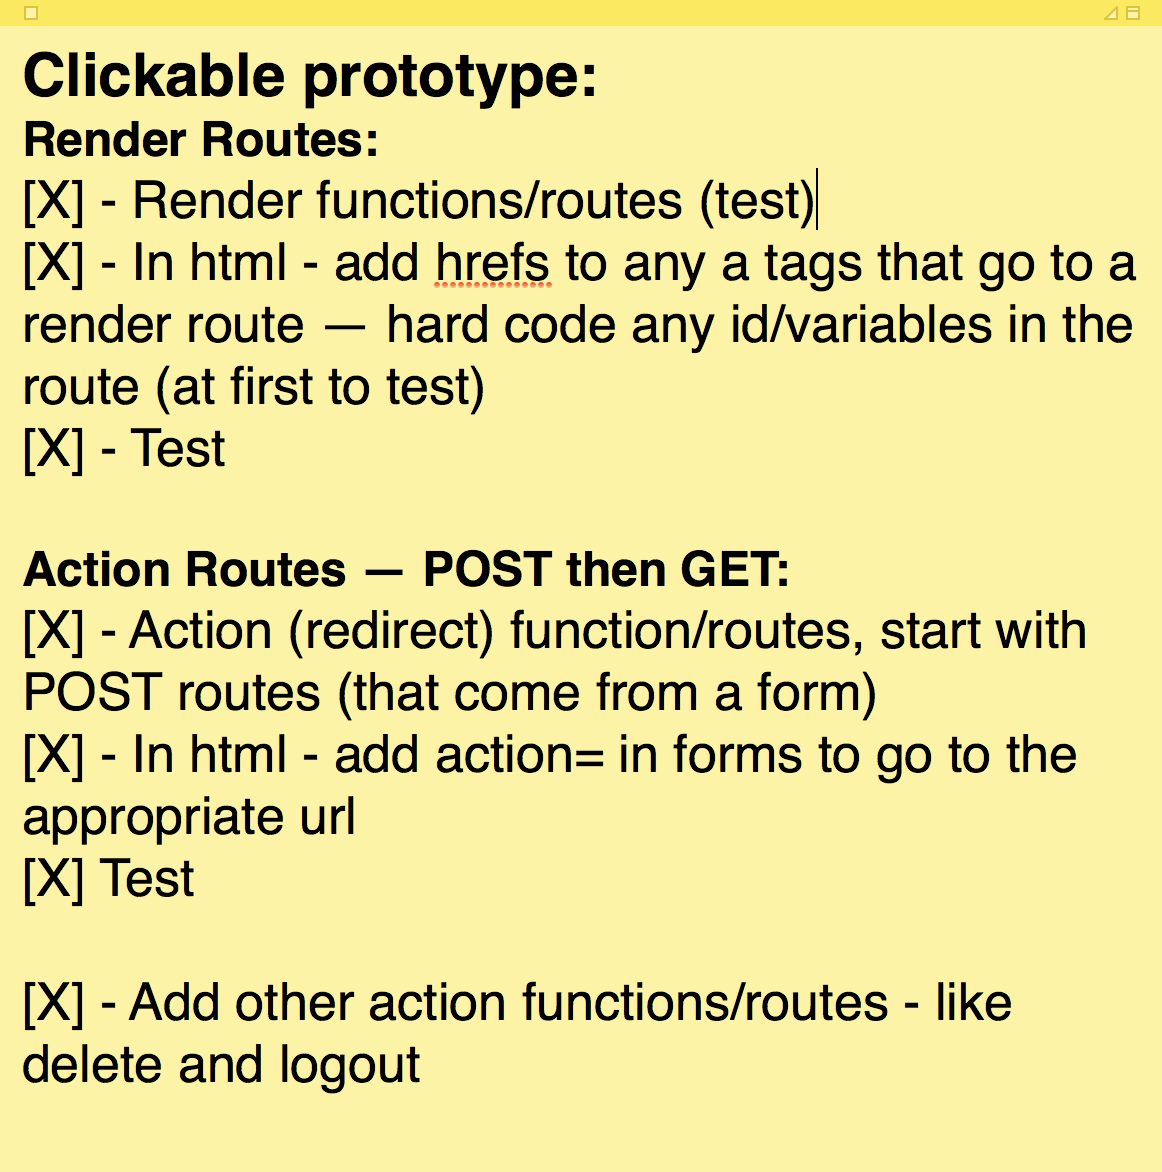 Clickable prototype:
Render Routes:
[X] - Render functions/routes (test)
[X] - In html - add hrefs to any a tags that go to a
render route — hard code any id/variables in the
route (at first to test)
[X] - Test
Action Routes — POST then GET:
[X] - Action (redirect) function/routes, start with
POST routes (that come from a form)
[X] - In html - add action= in forms to go to the
appropriate url
[X] Test
[X] - Add other action functions/routes - like
delete and logout